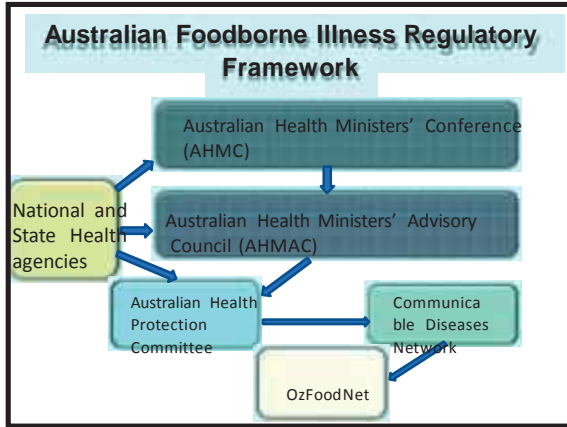 Australian Foodborne Illness Regulatory
Framework
Australian Health Ministers’ Conference
(AHMC)
National and
State Health
agencies
Australian Health Ministers’ Advisory
Council (AHMAC)
Australian Health
Protection
Committee
Communica
ble Diseases
Network
OzFoodNet